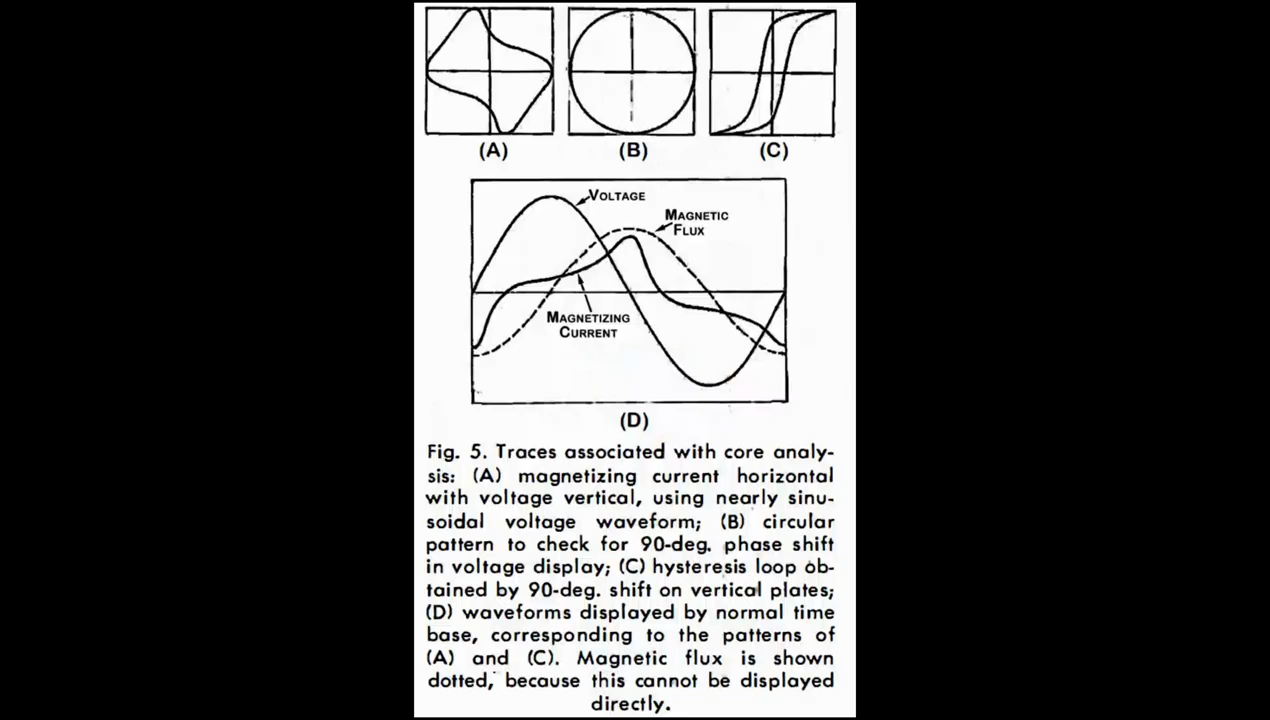 (A) (B) (C)
VOLTAGE
MAGNETIC
FLUX
MAGNETIZING
CURRENT
(D)
Fig. 5. Traces associated with core analy-
sis: (A) magnetizing current horizontal
with voltage vertical, using nearly sinu-
soidal voltage waveform; (B) circular
pattern to check for 90-deg. phase shift
in voltage display; (C) hysteresis loop ob-
tained by 90-deg. shift on vertical plates;
(D) waveforms displayed by normal time
base, corresponding to the patterns of
(A) and (C). Magnetic flux is shown
dotted, because this cannot be displayed
directly.